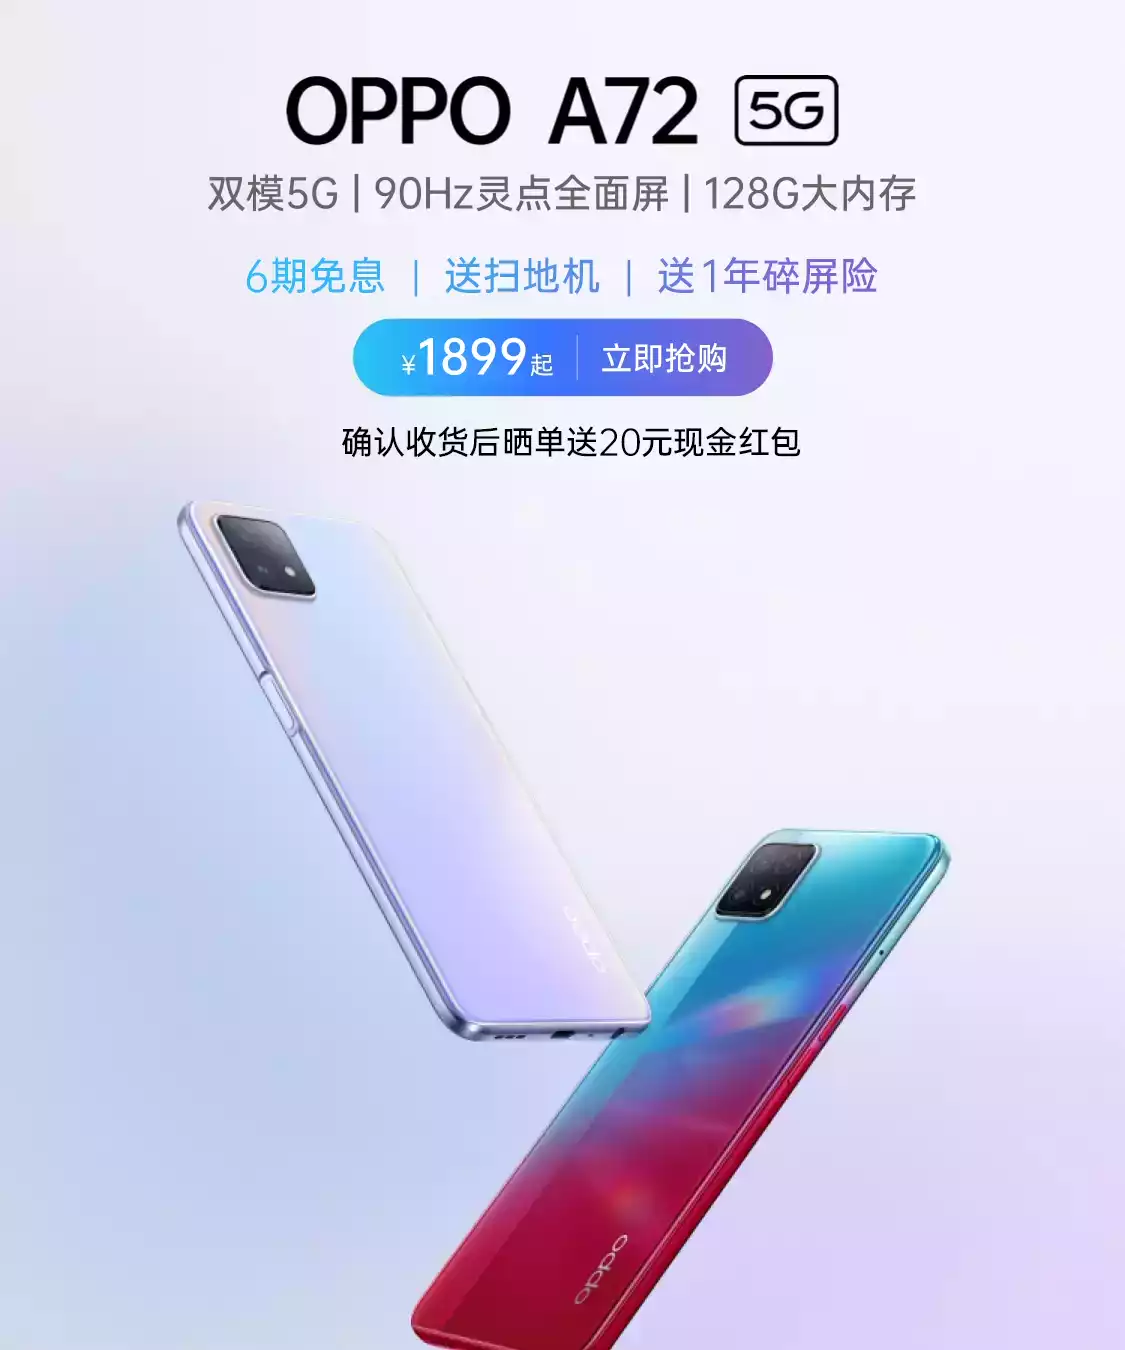 OPPO A72 5G
双模5G | 90Hz灵点全面屏 | 128G大内存
6期免息 | 送扫地机 | 送1年碎屏险
¥1899起 | 立即抢购
确认收货后晒单送20元现金红包
oppo
oppo